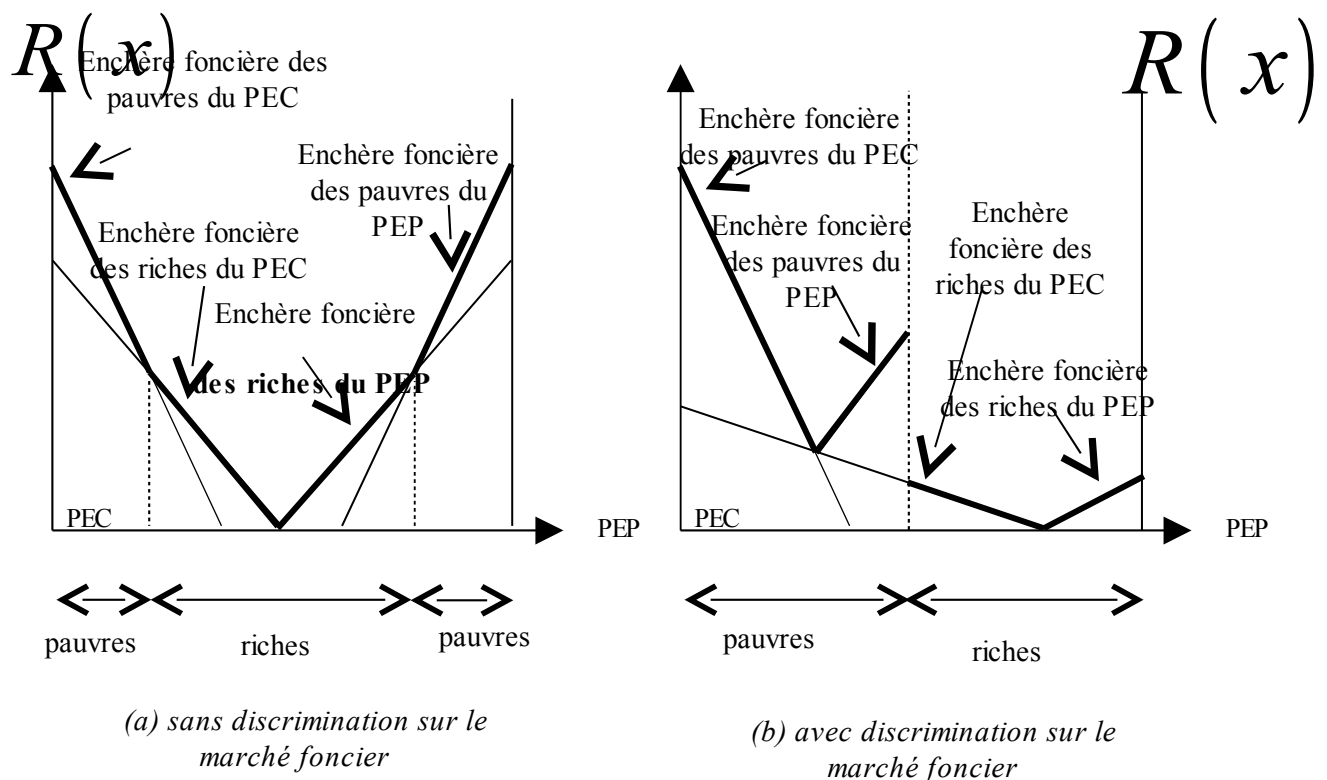 R(x)
Enchère foncière des
pauvres du PEC
Enchère foncière
des pauvres du
PEP
Enchère foncière
des riches du PEC
Enchère foncière
des riches du PEP
PEC
PEP
pauvres
riches
pauvres
(a) sans discrimination sur le
marché foncier
R(x)
Enchère foncière
des pauvres du PEC
Enchère foncière
des pauvres du
PEP
Enchère
foncière des
riches du PEC
Enchère foncière
des riches du PEP
PEC
PEP
pauvres
riches
(b) avec discrimination sur le
marché foncier